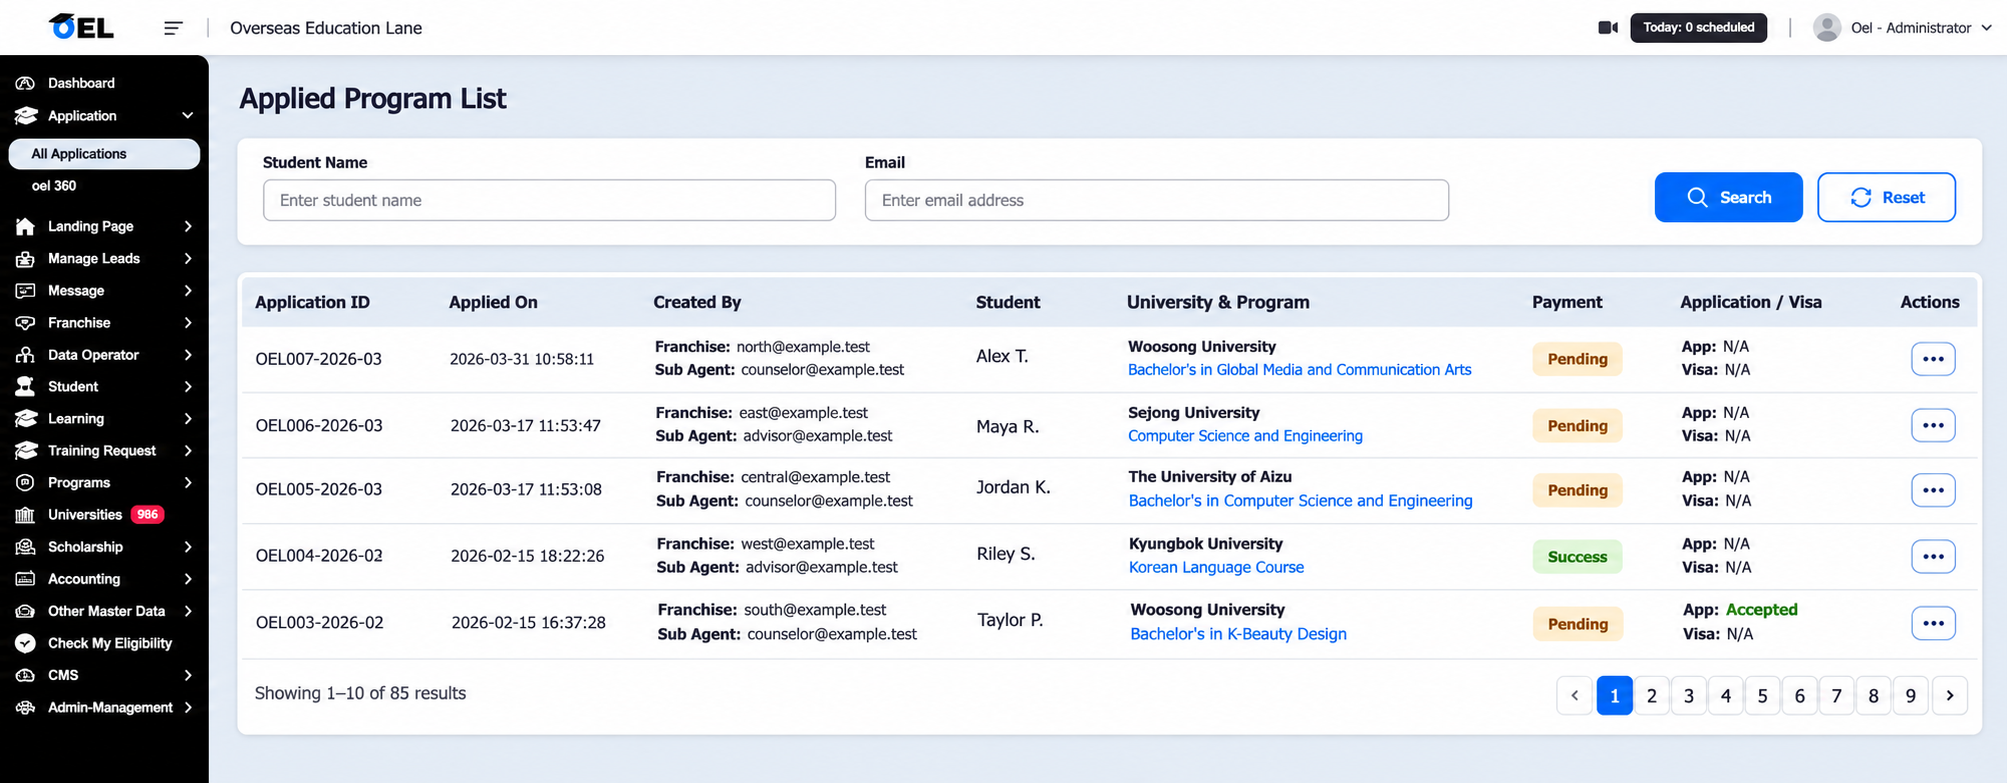 OEL
Overseas Education Lane
Today: 0 scheduled
Oel - Administrator
Dashboard
Application
All Applications
oel 360
Landing Page
Manage Leads
Message
Franchise
Data Operator
Student
Learning
Training Request
Programs
Universities 986
Scholarship
Accounting
Other Master Data
Check My Eligibility
CMS
Admin-Management
Applied Program List
Student Name
Enter student name
Email
Enter email address
Search
Reset
Application ID Applied On Created By Student University & Program Payment Application / Visa Actions
OEL007-2026-03 2026-03-31 10:58:11
Franchise: north@example.test
Sub Agent: counselor@example.test
Alex T.
Woosong University
Bachelor's in Global Media and Communication Arts
Pending
App: N/A
Visa: N/A
OEL006-2026-03 2026-03-17 11:53:47
Franchise: east@example.test
Sub Agent: advisor@example.test
Maya R.
Sejong University
Computer Science and Engineering
Pending
App: N/A
Visa: N/A
OEL005-2026-03 2026-03-17 11:53:08
Franchise: central@example.test
Sub Agent: counselor@example.test
Jordan K.
The University of Aizu
Bachelor's in Computer Science and Engineering
Pending
App: N/A
Visa: N/A
OEL004-2026-02 2026-02-15 18:22:26
Franchise: west@example.test
Sub Agent: advisor@example.test
Riley S.
Kyungbok University
Korean Language Course
Success
App: N/A
Visa: N/A
OEL003-2026-02 2026-02-15 16:37:28
Franchise: south@example.test
Sub Agent: counselor@example.test
Taylor P.
Woosong University
Bachelor's in K-Beauty Design
Pending
App: Accepted
Visa: N/A
Showing 1–10 of 85 results
‹ 1 2 3 4 5 6 7 8 9 ›